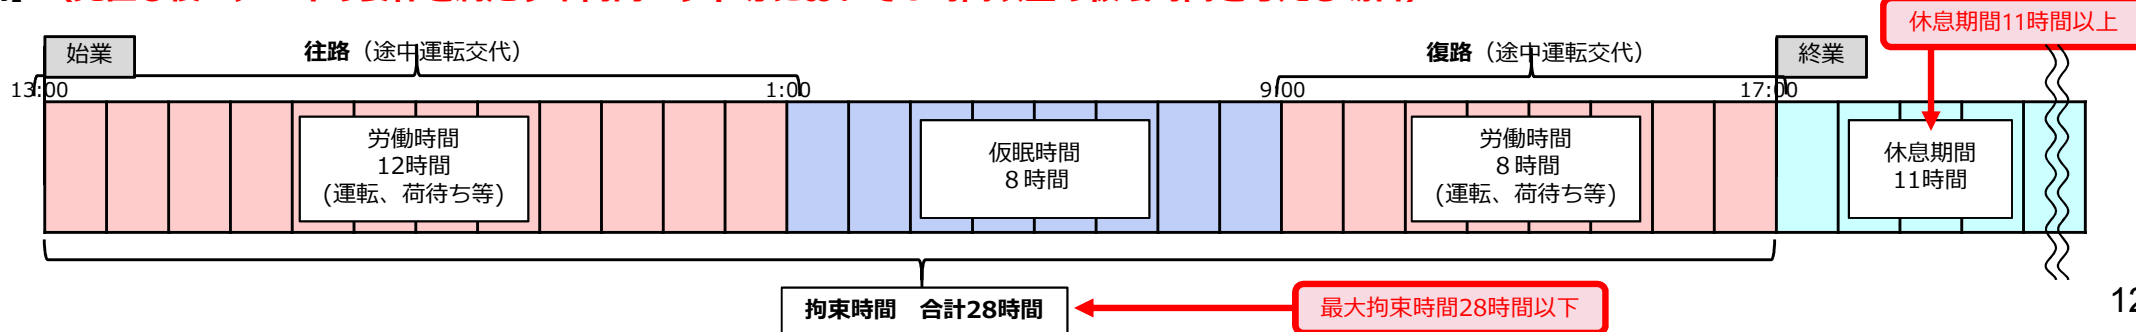 休息期間11時間以上
始業
往路（途中運転交代）
復路（途中運転交代）
終業
13:00
1:00
9:00
17:00
労働時間
12時間
(運転、荷待ち等)
仮眠時間
８時間
労働時間
８時間
(運転、荷待ち等)
休息期間
11時間
拘束時間　合計28時間
最大拘束時間28時間以下